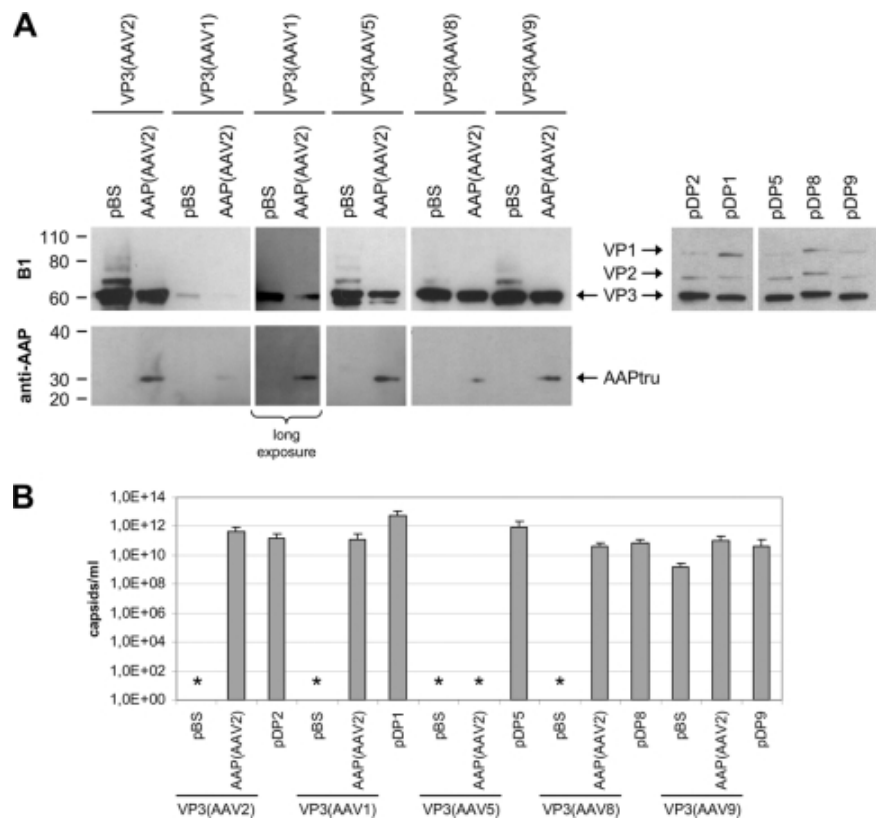 A
VP3(AAV2)
VP3(AAV1)
VP3(AAV1)
VP3(AAV5)
VP3(AAV8)
VP3(AAV9)
pBS
AAP(AAV2)
pBS
AAP(AAV2)
pBS
AAP(AAV2)
pBS
AAP(AAV2)
pBS
AAP(AAV2)
pBS
AAP(AAV2)
pDP2
pDP1
pDP5
pDP8
pDP9
B1
110
80
60
VP1
VP2
VP3
anti-AAP
40
30
20
AAPtru
long
exposure
B
capsids/ml
1,0E+14
1,0E+12
1,0E+10
1,0E+08
1,0E+06
1,0E+04
1,0E+02
1,0E+00
* * * * *
pBS
AAP(AAV2)
pDP2
pBS
AAP(AAV2)
pDP1
pBS
AAP(AAV2)
pDP5
pBS
AAP(AAV2)
pDP8
pBS
AAP(AAV2)
pDP9
VP3(AAV2)
VP3(AAV1)
VP3(AAV5)
VP3(AAV8)
VP3(AAV9)